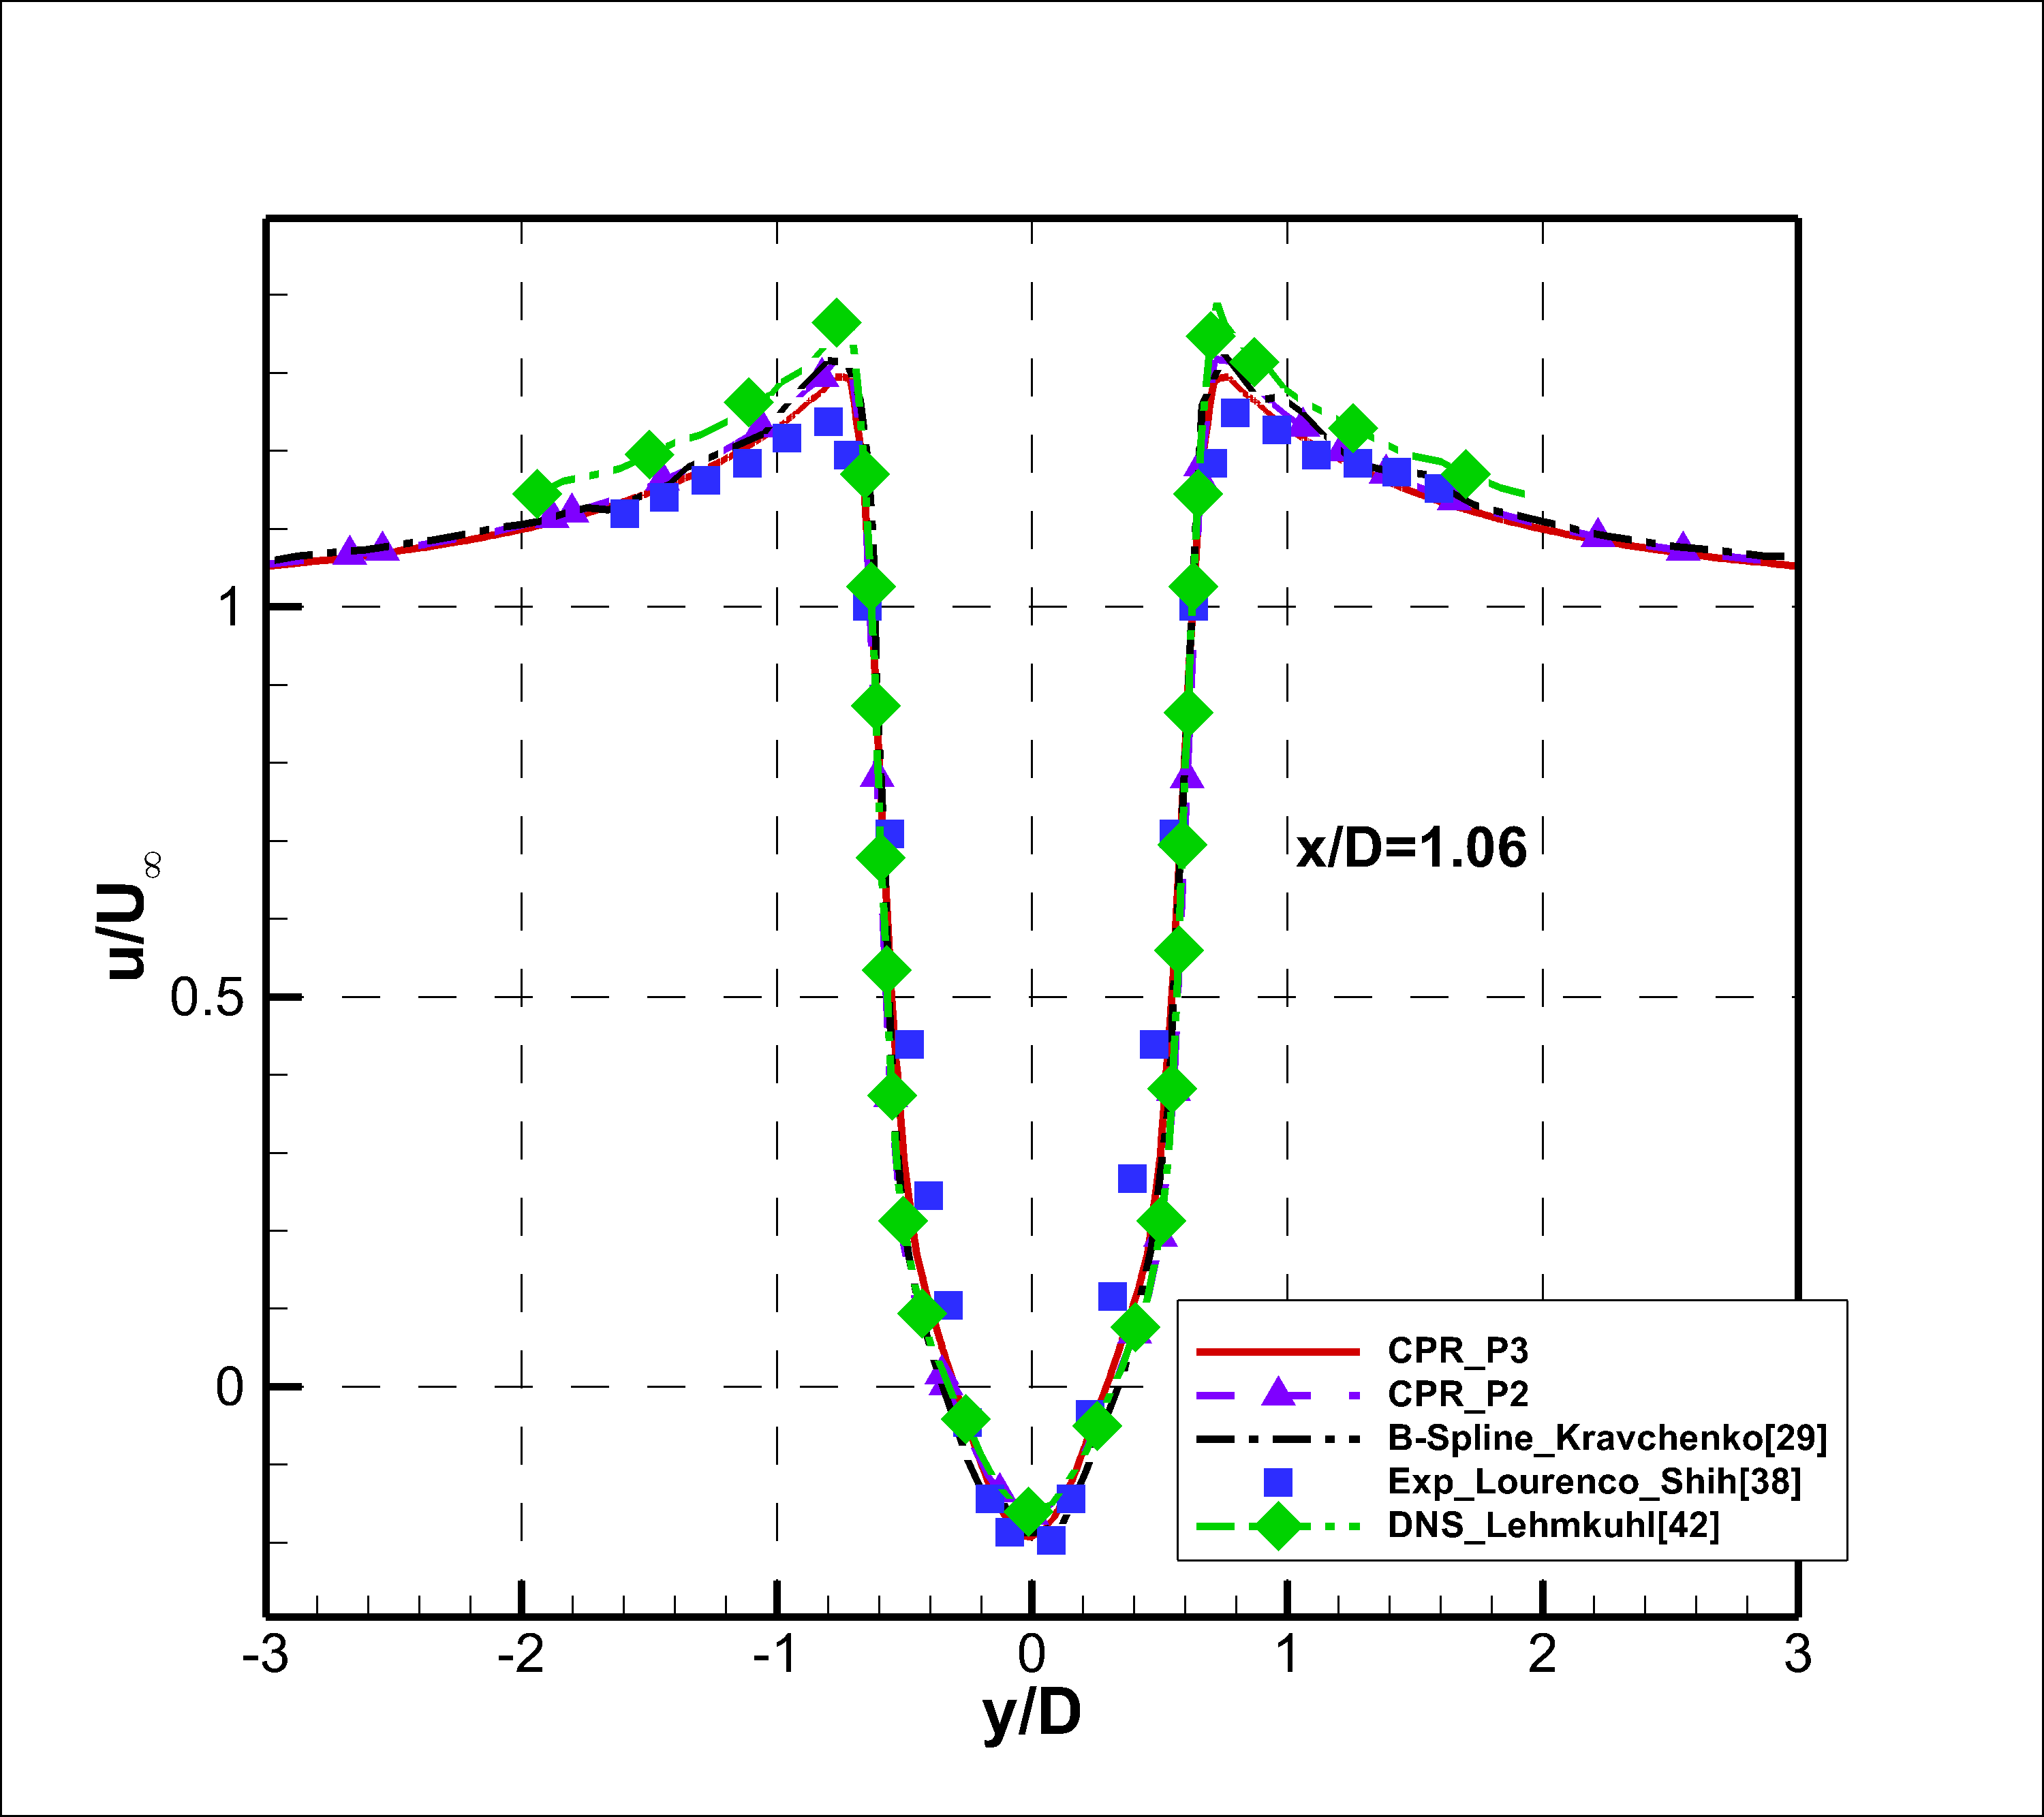 u/U∞
1
0.5
0
x/D=1.06
CPR_P3
CPR_P2
B-Spline_Kravchenko[29]
Exp_Lourenco_Shih[38]
DNS_Lehmkuhl[42]
-3 -2 -1 0 1 2 3
y/D